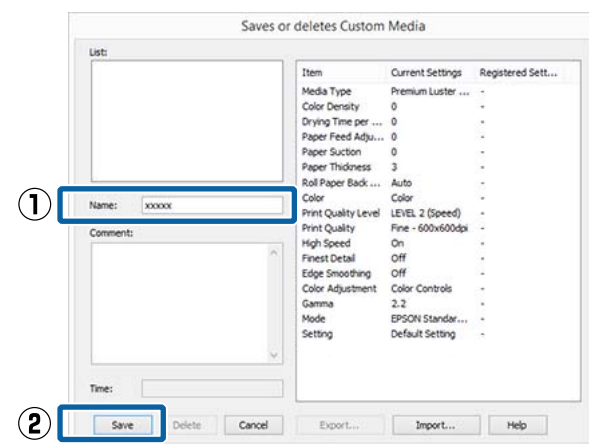 Saves or deletes Custom Media
List:
Item Current Settings Registered Sett...
Media Type Premium Luster ... -
Color Density 0 -
Drying Time per ... 0 -
Paper Feed Adju... 0 -
Paper Suction 0 -
Paper Thickness 3 -
Roll Paper Back ... Auto -
① Name: xxxxx Color Color -
Print Quality Level LEVEL 2 (Speed) -
Comment: Print Quality Fine - 600x600dpi -
High Speed On -
Finest Detail Off -
Edge Smoothing Off -
Color Adjustment Color Controls -
Gamma 2.2 -
Mode EPSON Standar... -
Setting Default Setting -
Time:
② Save Delete Cancel Export... Import... Help